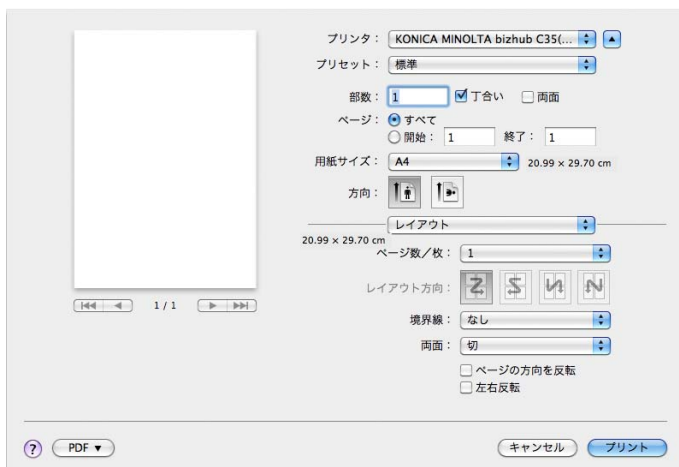 プリンタ： KONICA MINOLTA bizhub C35(...
プリセット： 標準
部数： 1 丁合い 両面
ページ： すべて
開始： 1 終了： 1
用紙サイズ： A4 20.99 × 29.70 cm
方向：
レイアウト
20.99 × 29.70 cm
ページ数／枚： 1
レイアウト方向：
1 / 1
境界線： なし
両面： 切
ページの方向を反転
左右反転
? PDF ▼ キャンセル プリント